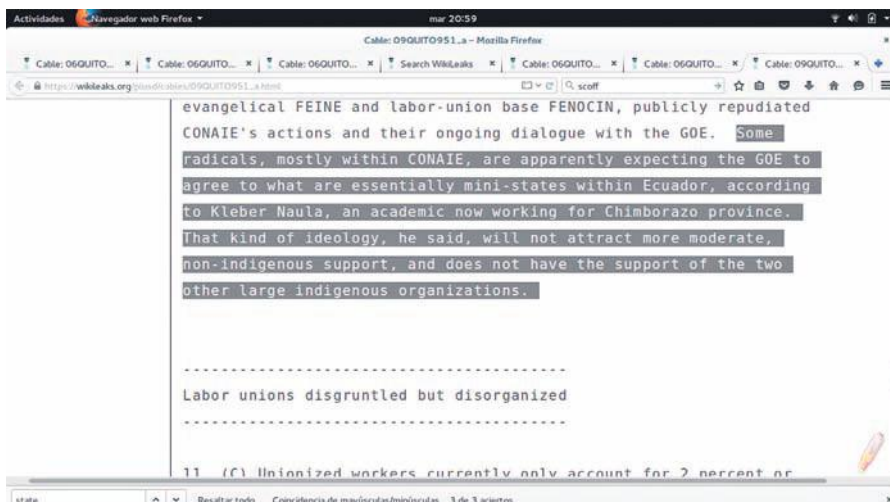 Actividades Navegador web Firefox mar 20:59
Cable: 09QUITO951_a - Mozilla Firefox
Cable: 06QUITO... Cable: 06QUITO... Cable: 06QUITO... Search WikiLeaks Cable: 06QUITO... Cable: 06QUITO... Cable: 09QUITO...
https://wikileaks.org/plusd/cables/09QUITO951_a.html scoff
evangelical FEINE and labor-union base FENOCIN, publicly repudiated
CONAIE's actions and their ongoing dialogue with the GOE. Some
radicals, mostly within CONAIE, are apparently expecting the GOE to
agree to what are essentially mini-states within Ecuador, according
to Kleber Naula, an academic now working for Chimborazo province.
That kind of ideology, he said, will not attract more moderate,
non-indigenous support, and does not have the support of the two
other large indigenous organizations.
- - - - - - - - - - - - - - - - - - - - - - - - - - - - - - - - - - - - - - - - -
Labor unions disgruntled but disorganized
- - - - - - - - - - - - - - - - - - - - - - - - - - - - - - - - - - - - - - - - -
11. (C) Unionized workers currently only account for 2 percent or
state Resaltar todo Coincidencia de mayúsculas/minúsculas 3 de 3 aciertos